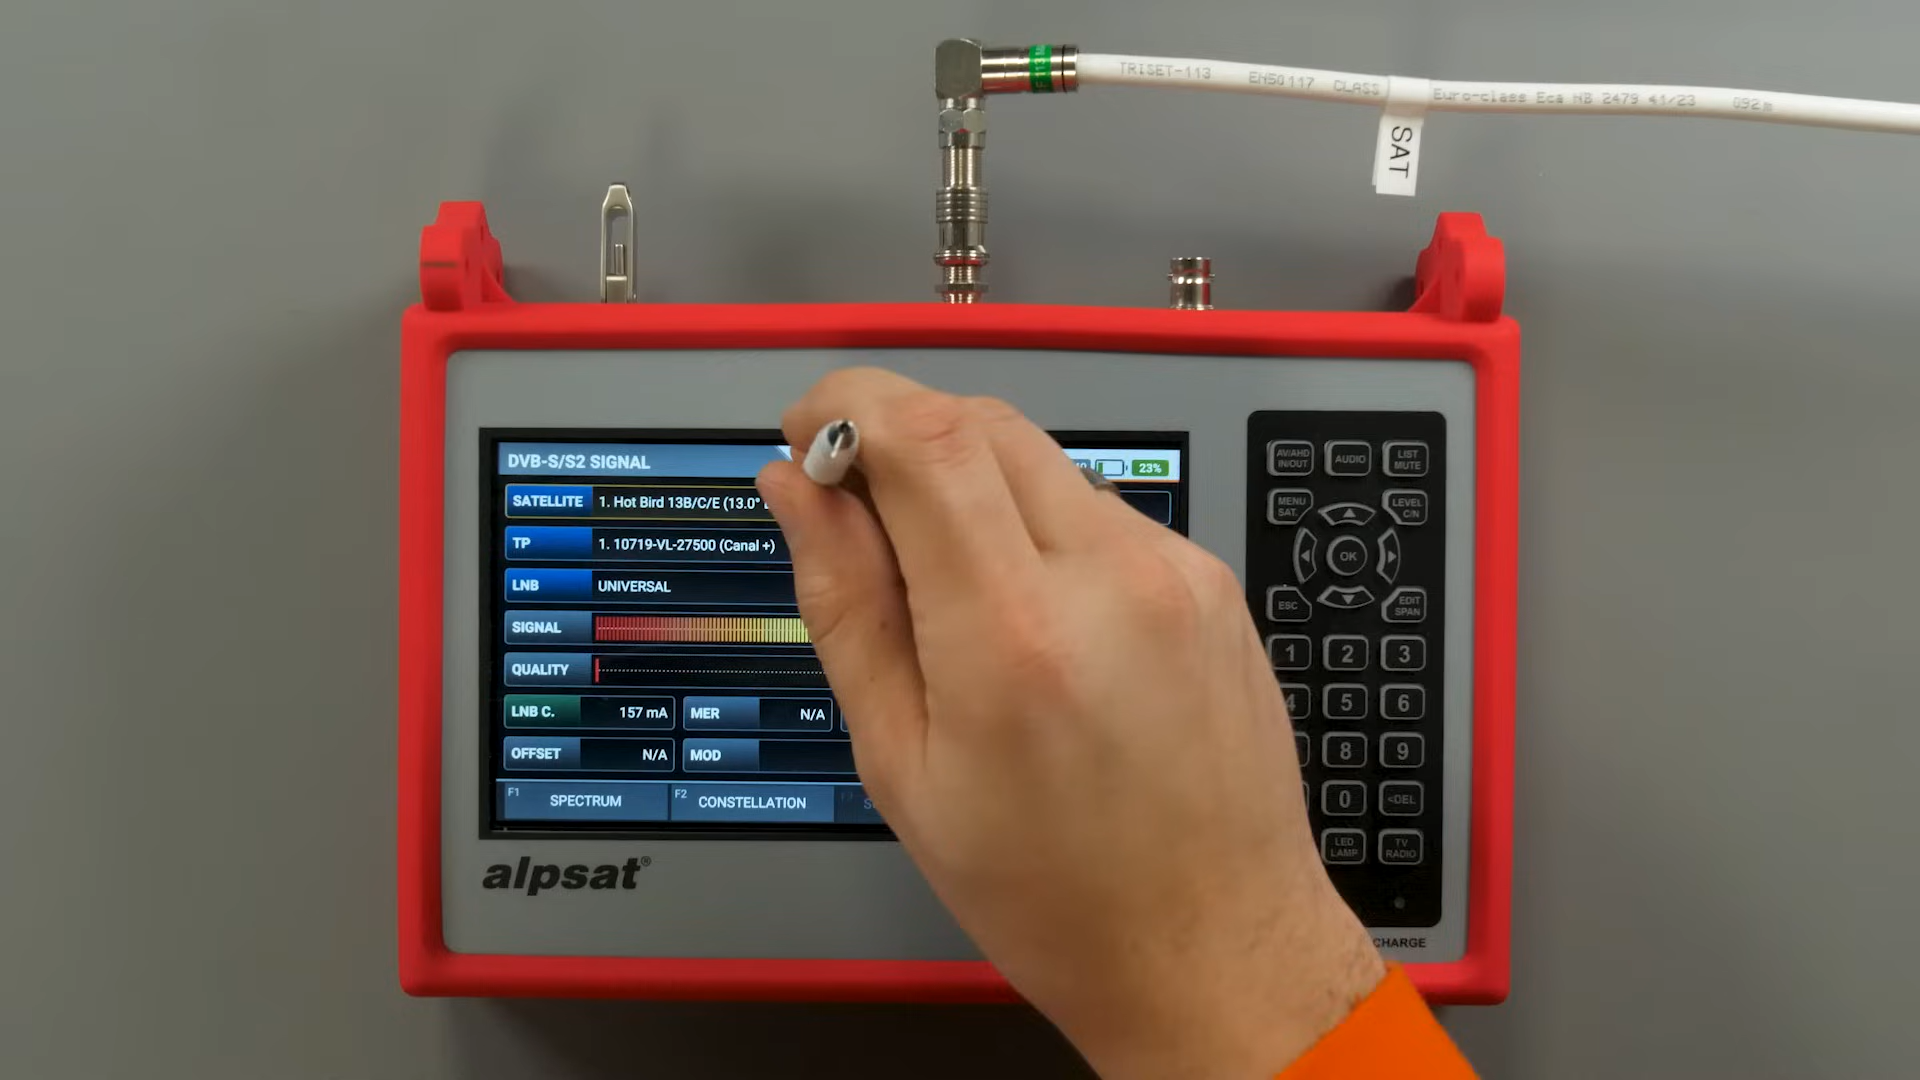 TRISET-113 EN50117 CLASS Euro-class Eca NB 2479 41/23 092m
SAT
DVB-S/S2 SIGNAL
23%
SATELLITE 1. Hot Bird 13B/C/E (13.0°
TP 1. 10719-VL-27500 (Canal +)
LNB UNIVERSAL
SIGNAL
QUALITY
LNB C. 157 mA MER N/A
OFFSET N/A MOD
F1 SPECTRUM F2 CONSTELLATION
alpsat®
AV/AHD IN/OUT AUDIO LIST MUTE
MENU SAT. LEVEL C/N
OK
ESC EDIT SPAN
1 2 3
4 5 6
8 9
0 <DEL
LED LAMP TV RADIO
CHARGE